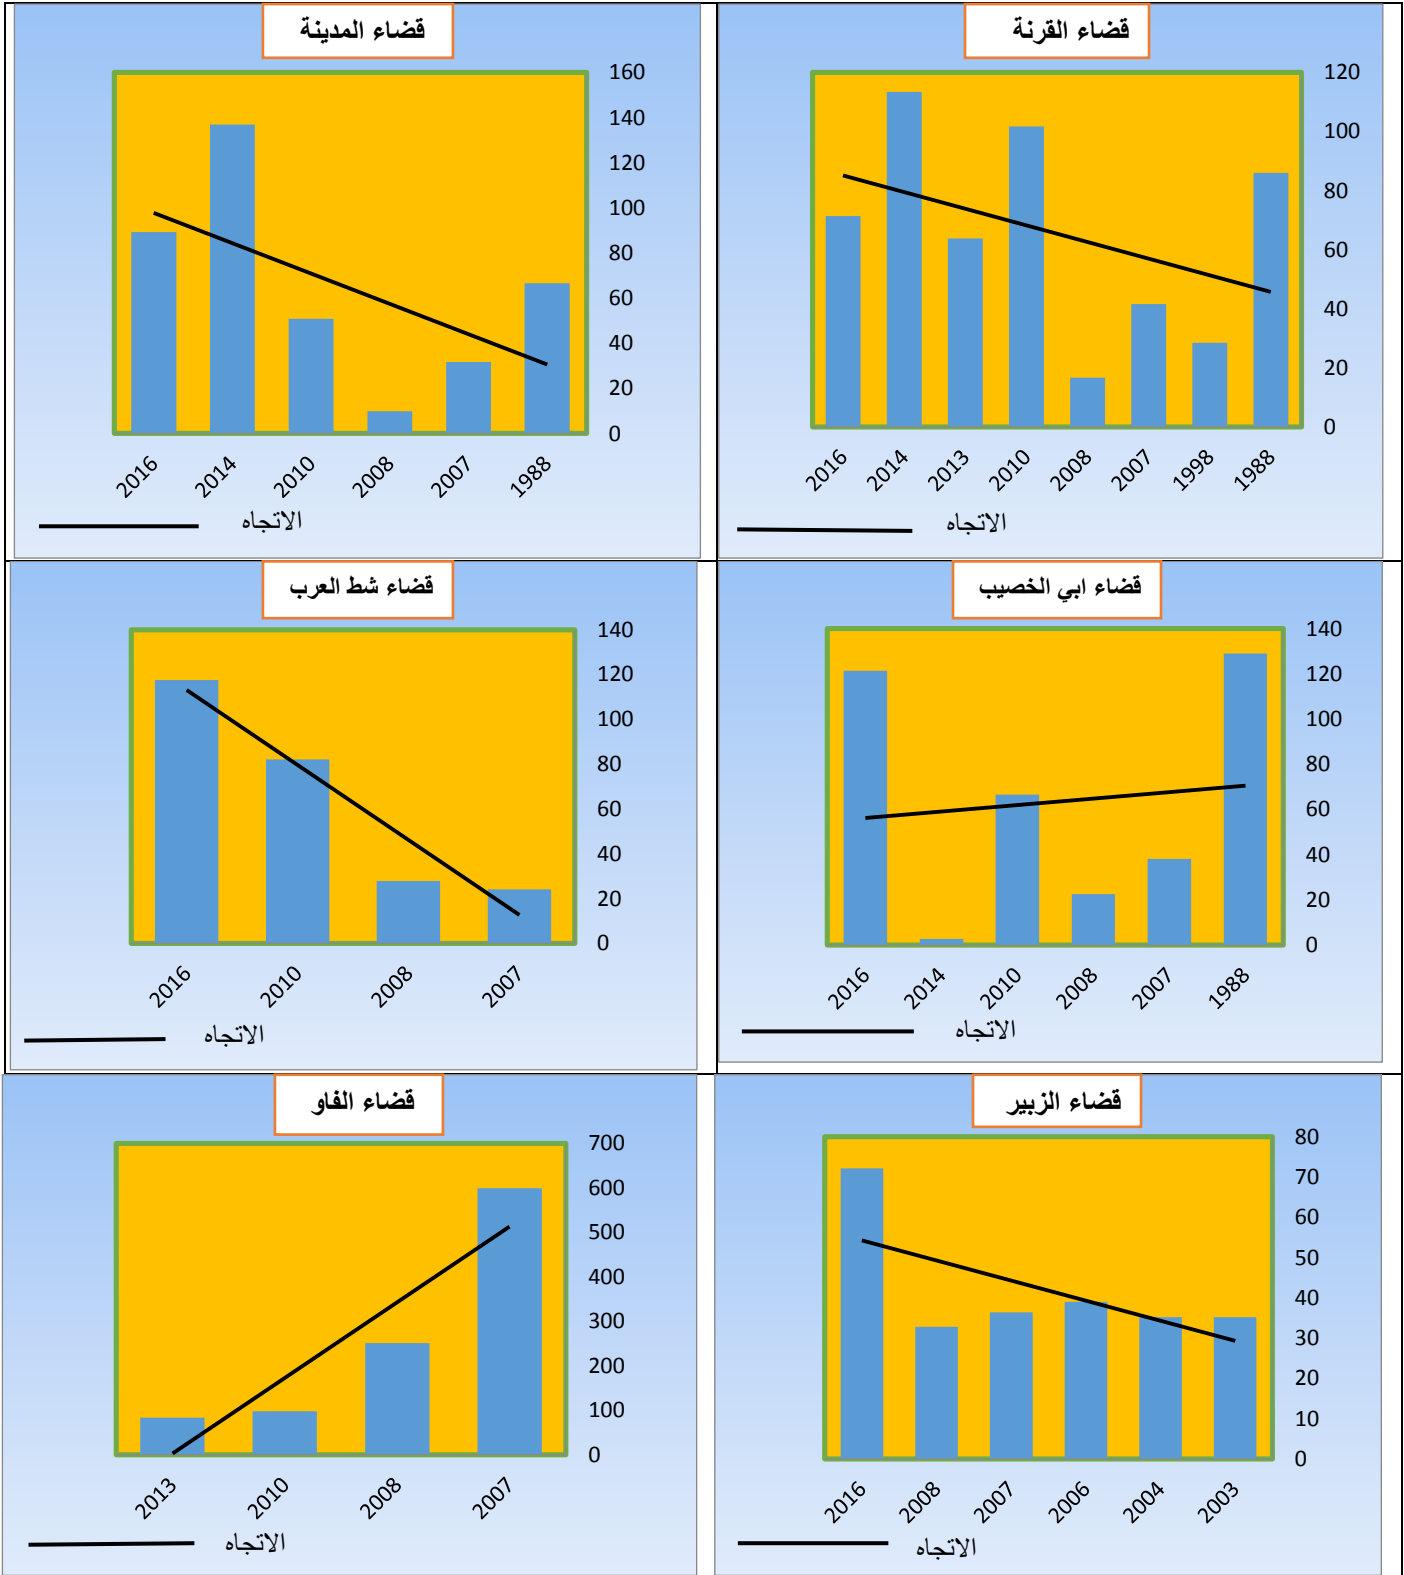 قضاء القرنة
120
100
80
60
40
20
0
2016 2014 2013 2010 2008 2007 1998 1988
الاتجاه
قضاء المدينة
160
140
120
100
80
60
40
20
0
2016 2014 2010 2008 2007 1988
الاتجاه
قضاء ابي الخصيب
140
120
100
80
60
40
20
0
2016 2014 2010 2008 2007 1988
الاتجاه
قضاء شط العرب
140
120
100
80
60
40
20
0
2016 2010 2008 2007
الاتجاه
قضاء الزبير
80
70
60
50
40
30
20
10
0
2016 2008 2007 2006 2004 2003
الاتجاه
قضاء الفاو
700
600
500
400
300
200
100
0
2013 2010 2008 2007
الاتجاه